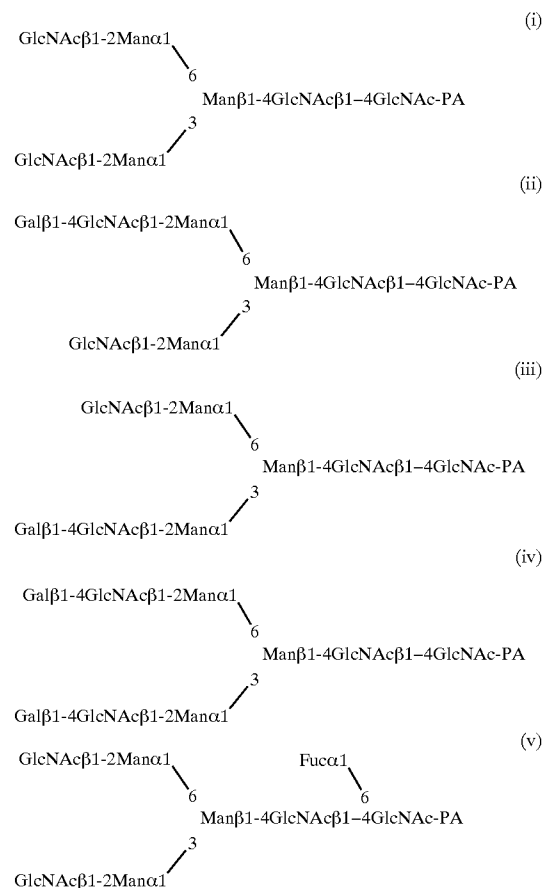 (i)
GlcNAcβ1-2Manα1
6
Manβ1-4GlcNAcβ1–4GlcNAc-PA
3
GlcNAcβ1-2Manα1
(ii)
Galβ1-4GlcNAcβ1-2Manα1
6
Manβ1-4GlcNAcβ1–4GlcNAc-PA
3
GlcNAcβ1-2Manα1
(iii)
GlcNAcβ1-2Manα1
6
Manβ1-4GlcNAcβ1–4GlcNAc-PA
3
Galβ1-4GlcNAcβ1-2Manα1
(iv)
Galβ1-4GlcNAcβ1-2Manα1
6
Manβ1-4GlcNAcβ1–4GlcNAc-PA
3
Galβ1-4GlcNAcβ1-2Manα1
(v)
GlcNAcβ1-2Manα1 Fucα1
6 6
Manβ1-4GlcNAcβ1–4GlcNAc-PA
3
GlcNAcβ1-2Manα1